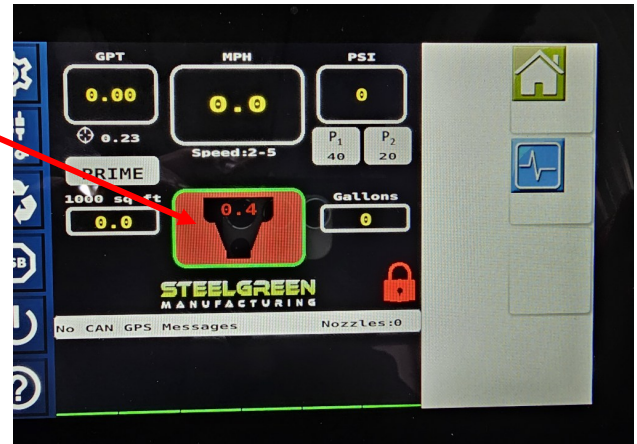 GPT MPH PSI
0.00 0.0 0
0.23 Speed:2-5 P1 40 P2 20
PRIME
1000 sq ft 0.4 Gallons
0.0 0
SB
STEELGREEN
MANUFACTURING
No CAN GPS Messages Nozzles:0
?